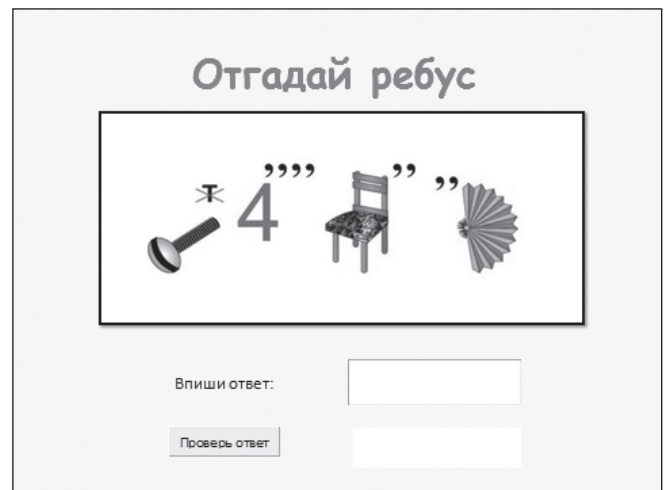 Отгадай ребус
Т 4 ,,,, ,, ,,
Впиши ответ:
Проверь ответ